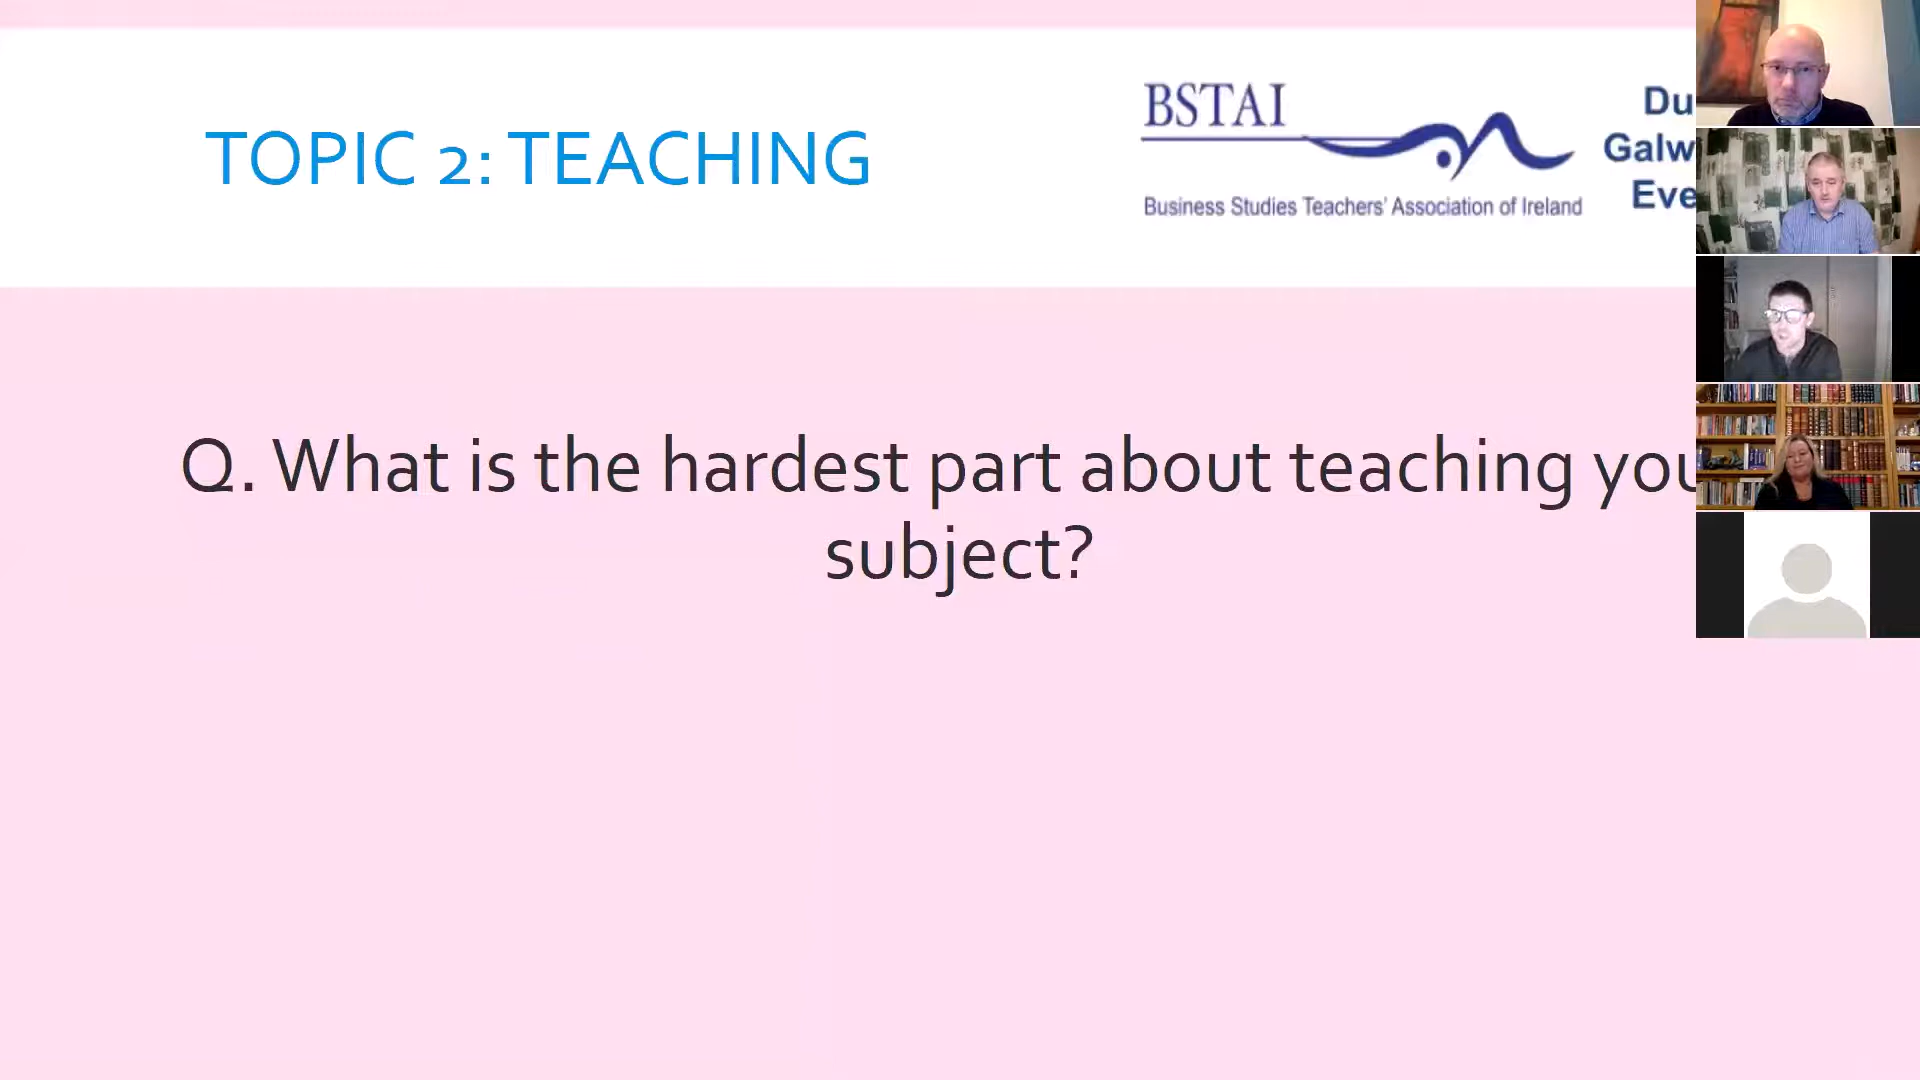 TOPIC 2: TEACHING
BSTAI
Business Studies Teachers' Association of Ireland
Du
Galw
Eve
Q. What is the hardest part about teaching you
subject?